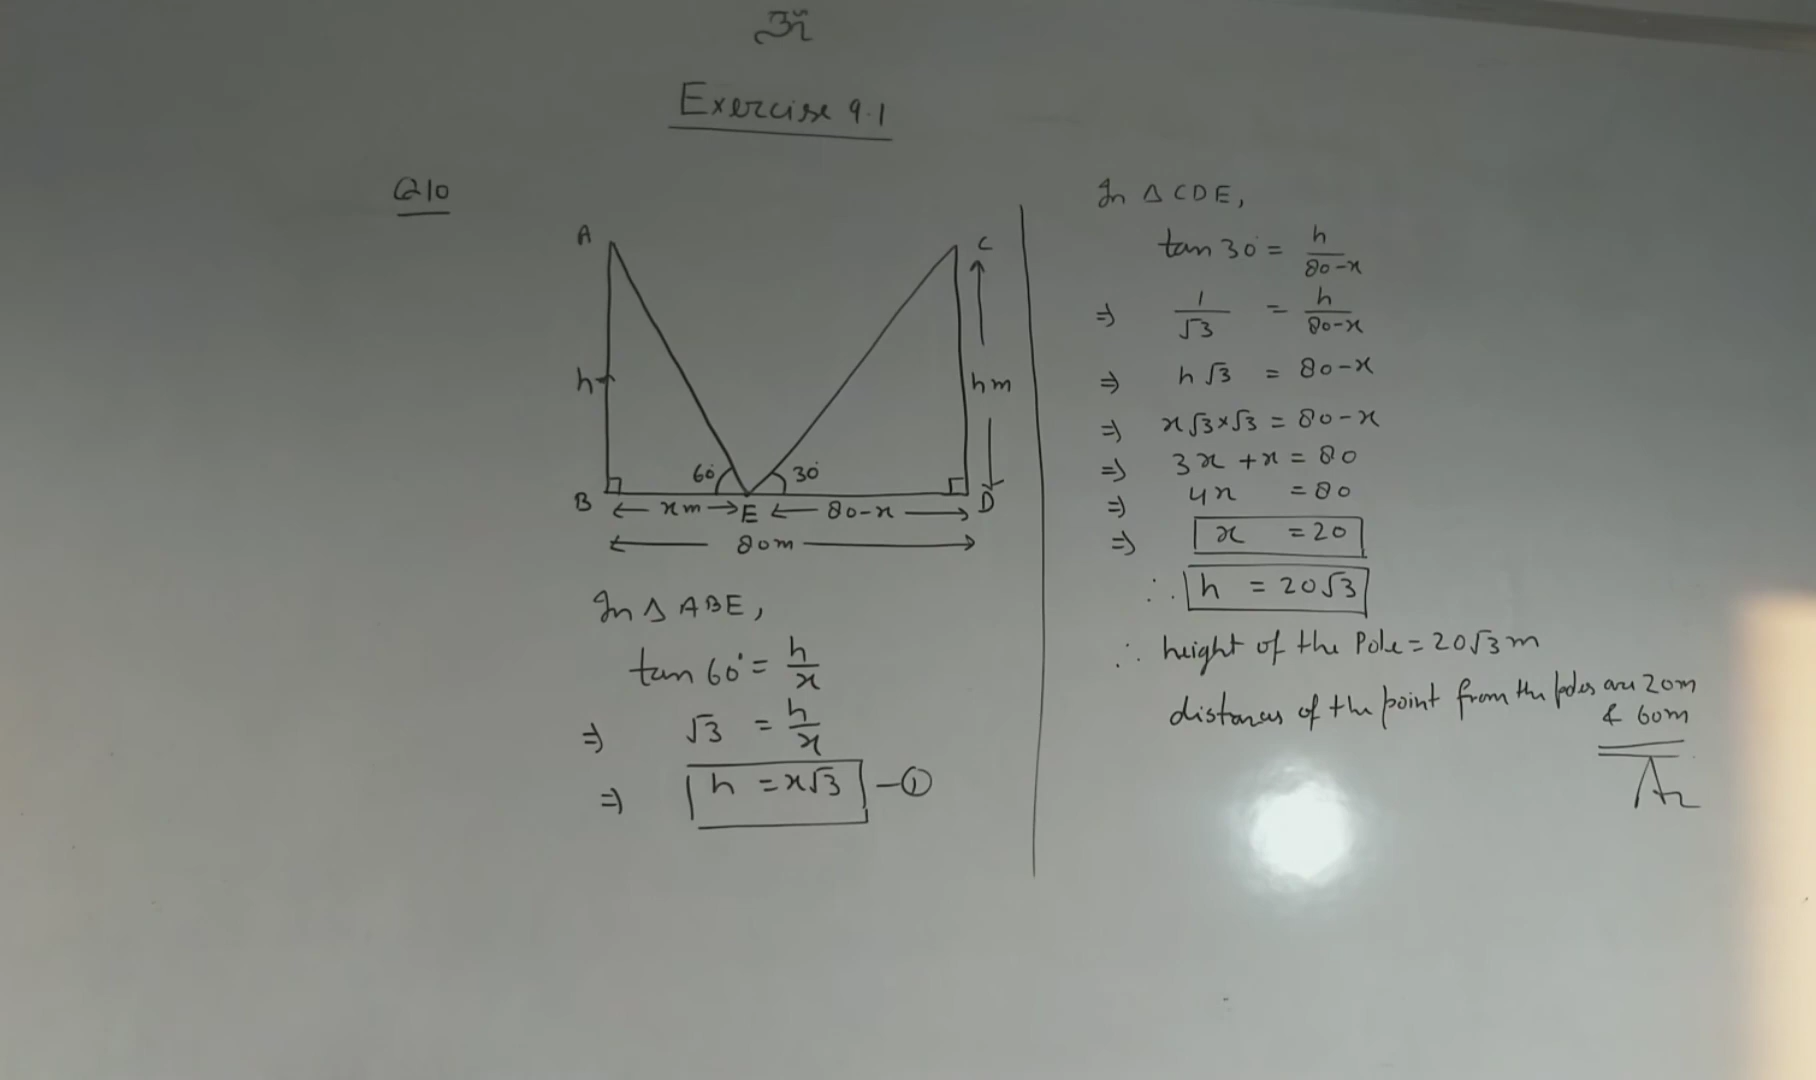 ॐ
Exercise 9.1
Q10
A
C
h
h m
60°
30°
B
x m
E
80-x
D
80m
In Δ ABE,
tan 60° = h/x
⇒ √3 = h/x
⇒ h = x√3 —①
In Δ CDE,
tan 30° = h/80-x
⇒ 1/√3 = h/80-x
⇒ h√3 = 80-x
⇒ x√3×√3 = 80-x
⇒ 3x + x = 80
⇒ 4x = 80
⇒ x = 20
∴ h = 20√3
∴ height of the Pole = 20√3 m
distances of the point from the poles are 20m
& 60m